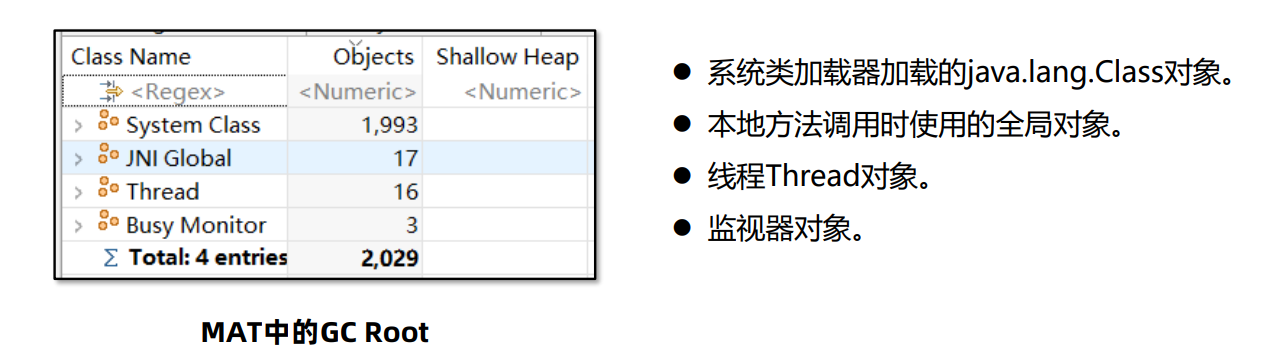 Class Name Objects Shallow Heap
<Regex> <Numeric> <Numeric>
System Class 1,993
JNI Global 17
Thread 16
Busy Monitor 3
Σ Total: 4 entries 2,029
MAT中的GC Root
● 系统类加载器加载的java.lang.Class对象。
● 本地方法调用时使用的全局对象。
● 线程Thread对象。
● 监视器对象。